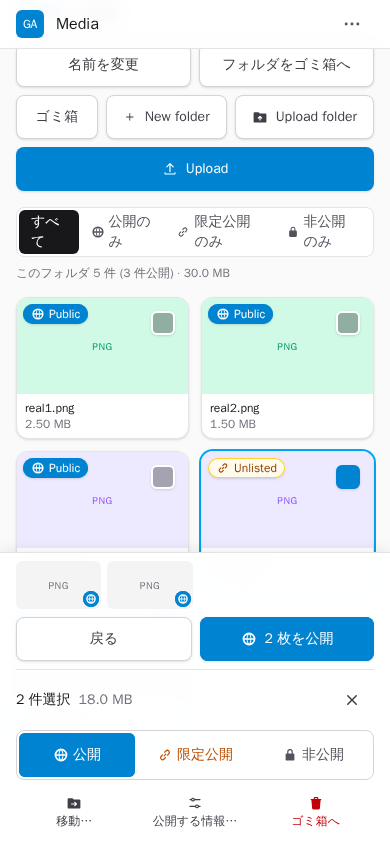 GA Media
名前を変更 フォルダをゴミ箱へ
ゴミ箱 New folder Upload folder
Upload
すべて 公開のみ 限定公開のみ 非公開のみ
このフォルダ 5 件 (3 件公開) · 30.0 MB
Public Public
PNG PNG
real1.png real2.png
2.50 MB 1.50 MB
Public Unlisted
PNG PNG
PNG PNG
戻る 2 枚を公開
2 件選択 18.0 MB
公開 限定公開 非公開
移動… 公開する情報… ゴミ箱へ